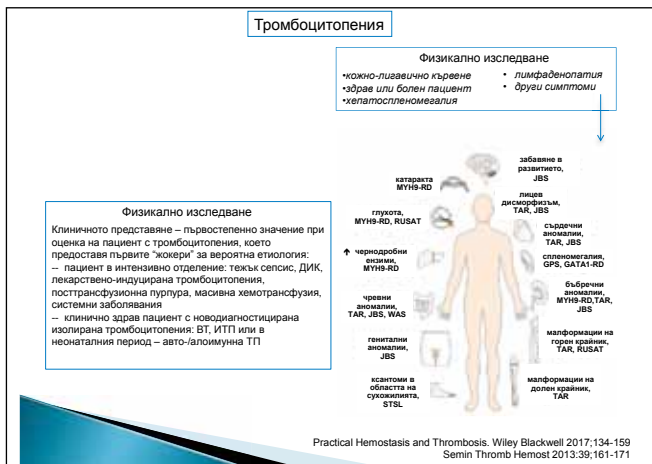 Тромбоцитопения
Физикално изследване
•кожно-лигавично кървене
•здрав или болен пациент
•хепатоспленомегалия
• лимфаденопатия
• други симптоми
Физикално изследване
Клиничното представяне – първостепенно значение при
оценка на пациент с тромбоцитопения, което
предоставя първите “жокери” за вероятна етиология:
-- пациент в интензивно отделение: тежък сепсис, ДИК,
лекарствено-индуцирана тромбоцитопения,
посттрансфузионна пурпура, масивна хемотрансфузия,
системни заболявания
-- клинично здрав пациент с новодиагностицирана
изолирана тромбоцитопения: ВТ, ИТП или в
неонаталния период – авто-/алоимунна ТП
катаракта
MYH9-RD
глухота,
MYH9-RD, RUSAT
↑ чернодробни
ензими,
MYH9-RD
чревни
аномалии,
TAR, JBS, WAS
генитални
аномалии,
JBS
ксантоми в
областта на
сухожилията,
STSL
забавяне в
развитието,
JBS
лицев
дисморфизъм,
TAR, JBS
сърдечни
аномалии,
TAR, JBS
спленомегалия,
GPS, GATA1-RD
бъбречни
аномалии,
MYH9-RD,TAR,
JBS
малформации на
горен крайник,
TAR, RUSAT
малформации на
долен крайник,
TAR
Practical Hemostasis and Thrombosis. Wiley Blackwell 2017;134-159
Semin Thromb Hemost 2013:39;161-171